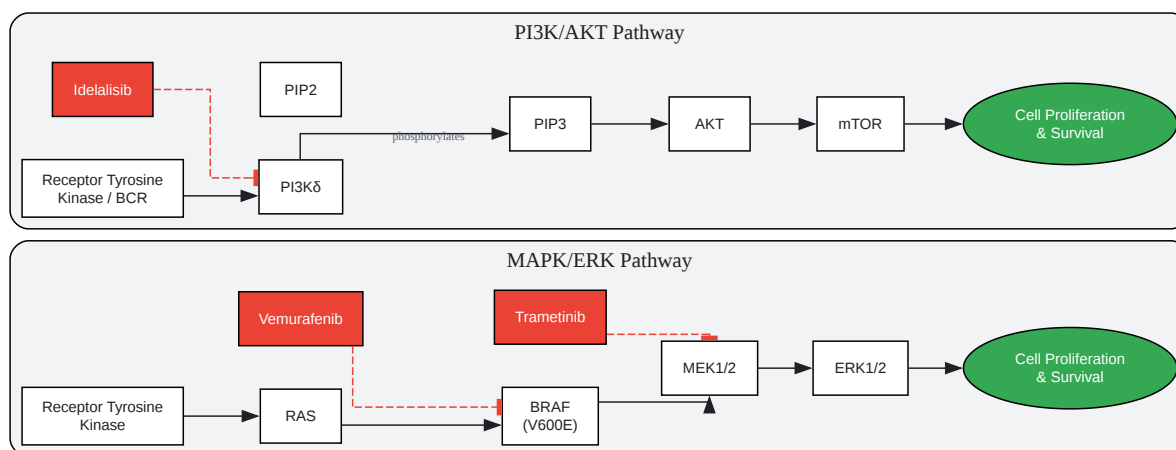 PI3K/AKT Pathway
Idelalisib
PIP2
PIP3
AKT
mTOR
Cell Proliferation
& Survival
phosphorylates
Receptor Tyrosine
Kinase / BCR
PI3Kδ
MAPK/ERK Pathway
Vemurafenib
Trametinib
MEK1/2
ERK1/2
Cell Proliferation
& Survival
Receptor Tyrosine
Kinase
RAS
BRAF
(V600E)